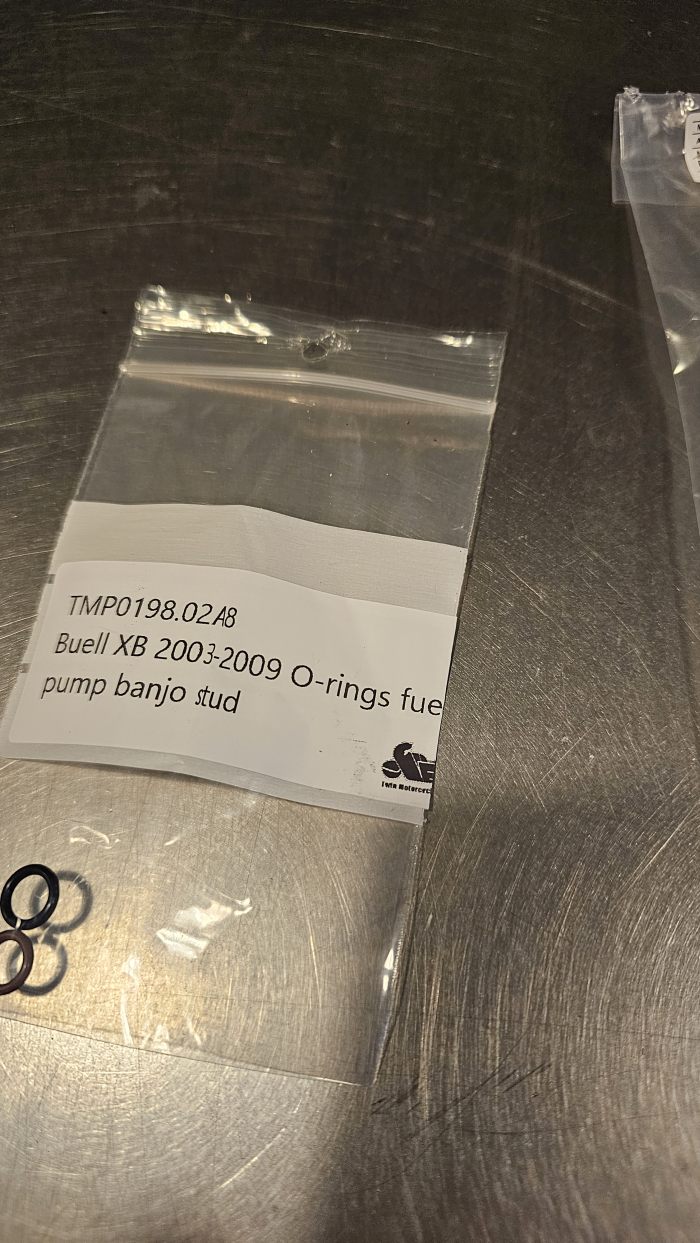 TMP0198.02A8
Buell XB 2003-2009 O-rings fue
pump banjo stud